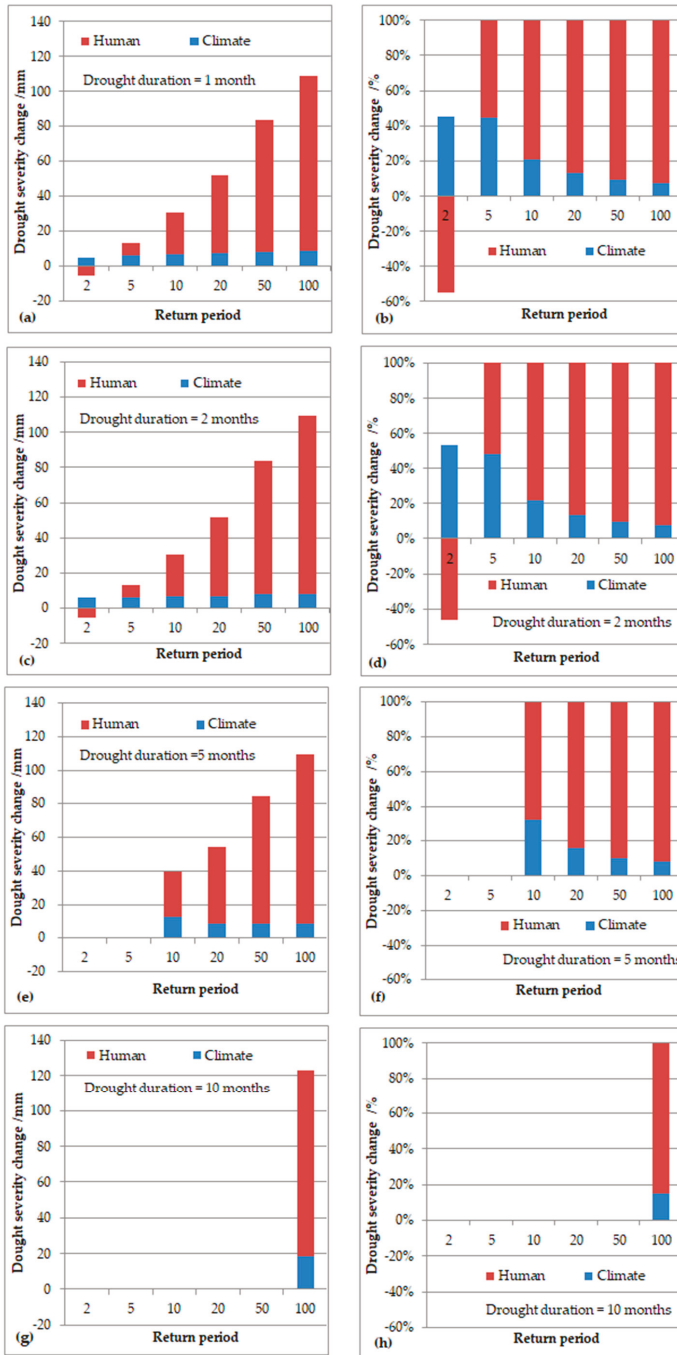 140
120
100
80
60
40
20
0
-20
Drought severity change /mm
Human Climate
Drought duration = 1 month
2 5 10 20 50 100
(a) Return period
100%
80%
60%
40%
20%
0%
-20%
-40%
-60%
Drought severity change /%
2 5 10 20 50 100
Human Climate
(b) Return period
140
120
100
80
60
40
20
0
-20
Dought severity change /mm
Human Climate
Drought duration = 2 months
2 5 10 20 50 100
(c) Return period
100%
80%
60%
40%
20%
0%
-20%
-40%
-60%
Drought severity change /%
2 5 10 20 50 100
Human Climate
Drought duration = 2 months
(d) Return period
140
120
100
80
60
40
20
0
-20
Dought severity change /mm
Human Climate
Drought duration =5 months
2 5 10 20 50 100
(e) Return period
100%
80%
60%
40%
20%
0%
-20%
-40%
-60%
Drought severity change /%
2 5 10 20 50 100
Human Climate
Drought duration = 5 months
(f) Return period
140
120
100
80
60
40
20
0
-20
Dought severity change /mm
Human Climate
Drought duration = 10 months
2 5 10 20 50 100
(g) Return period
100%
80%
60%
40%
20%
0%
-20%
-40%
-60%
Drought severity change /%
2 5 10 20 50 100
Human Climate
Drought duration = 10 months
(h) Return period